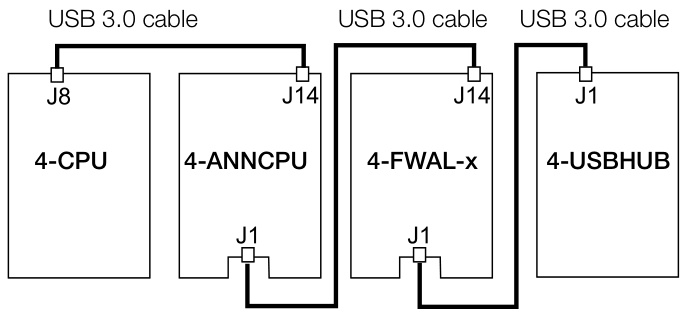 USB 3.0 cable
USB 3.0 cable
USB 3.0 cable
J8
J14
J14
J1
4-CPU
4-ANNCPU
4-FWAL-x
4-USBHUB
J1
J1